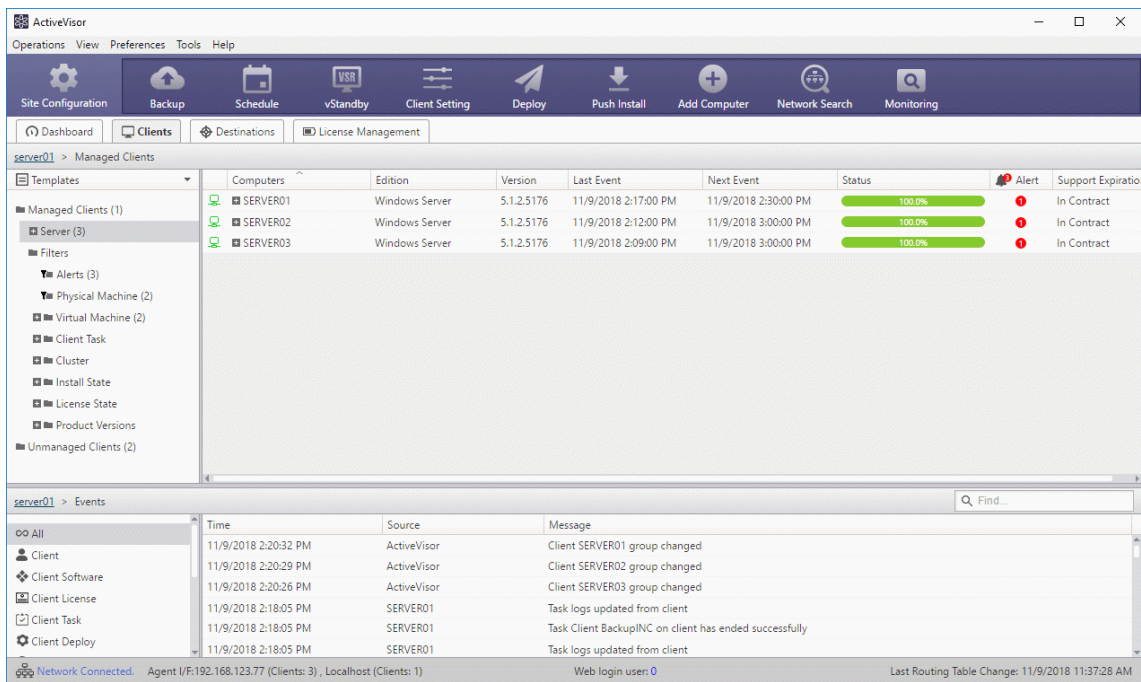 ActiveVisor
Operations View Preferences Tools Help
Site Configuration Backup Schedule VSR vStandby Client Setting Deploy Push Install Add Computer Network Search Monitoring
Dashboard Clients Destinations License Management
server01 > Managed Clients
Templates Computers Edition Version Last Event Next Event Status 3 Alert Support Expiratio
Managed Clients (1) SERVER01 Windows Server 5.1.2.5176 11/9/2018 2:17:00 PM 11/9/2018 2:30:00 PM 100.0% 1 In Contract
Server (3) SERVER02 Windows Server 5.1.2.5176 11/9/2018 2:12:00 PM 11/9/2018 3:00:00 PM 100.0% 1 In Contract
Filters SERVER03 Windows Server 5.1.2.5176 11/9/2018 2:09:00 PM 11/9/2018 3:00:00 PM 100.0% 1 In Contract
Alerts (3)
Physical Machine (2)
Virtual Machine (2)
Client Task
Cluster
Install State
License State
Product Versions
Unmanaged Clients (2)
server01 > Events Find...
All Time Source Message
Client 11/9/2018 2:20:32 PM ActiveVisor Client SERVER01 group changed
Client Software 11/9/2018 2:20:29 PM ActiveVisor Client SERVER02 group changed
Client License 11/9/2018 2:20:26 PM ActiveVisor Client SERVER03 group changed
Client Task 11/9/2018 2:18:05 PM SERVER01 Task logs updated from client
Client Deploy 11/9/2018 2:18:05 PM SERVER01 Task Client BackupINC on client has ended successfully
11/9/2018 2:18:05 PM SERVER01 Task logs updated from client
Network Connected. Agent I/F:192.168.123.77 (Clients: 3) , Localhost (Clients: 1) Web login user: 0 Last Routing Table Change: 11/9/2018 11:37:28 AM